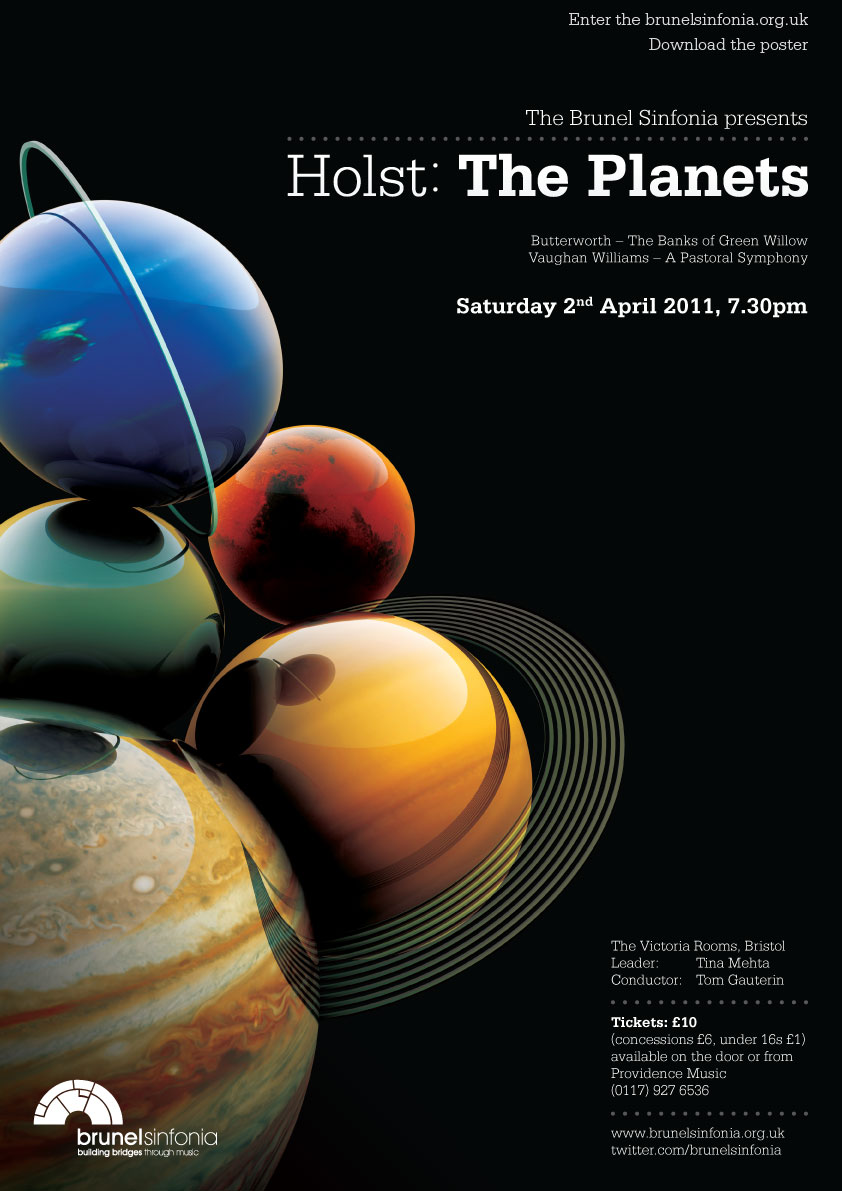 Enter the brunelsinfonia.org.uk
Download the poster
The Brunel Sinfonia presents
Holst: The Planets
Butterworth – The Banks of Green Willow
Vaughan Williams – A Pastoral Symphony
Saturday 2nd April 2011, 7.30pm
The Victoria Rooms, Bristol
Leader: Tina Mehta
Conductor: Tom Gauterin
Tickets: £10
(concessions £6, under 16s £1)
available on the door or from
Providence Music
(0117) 927 6536
www.brunelsinfonia.org.uk
twitter.com/brunelsinfonia
brunelsinfonia
building bridges through music